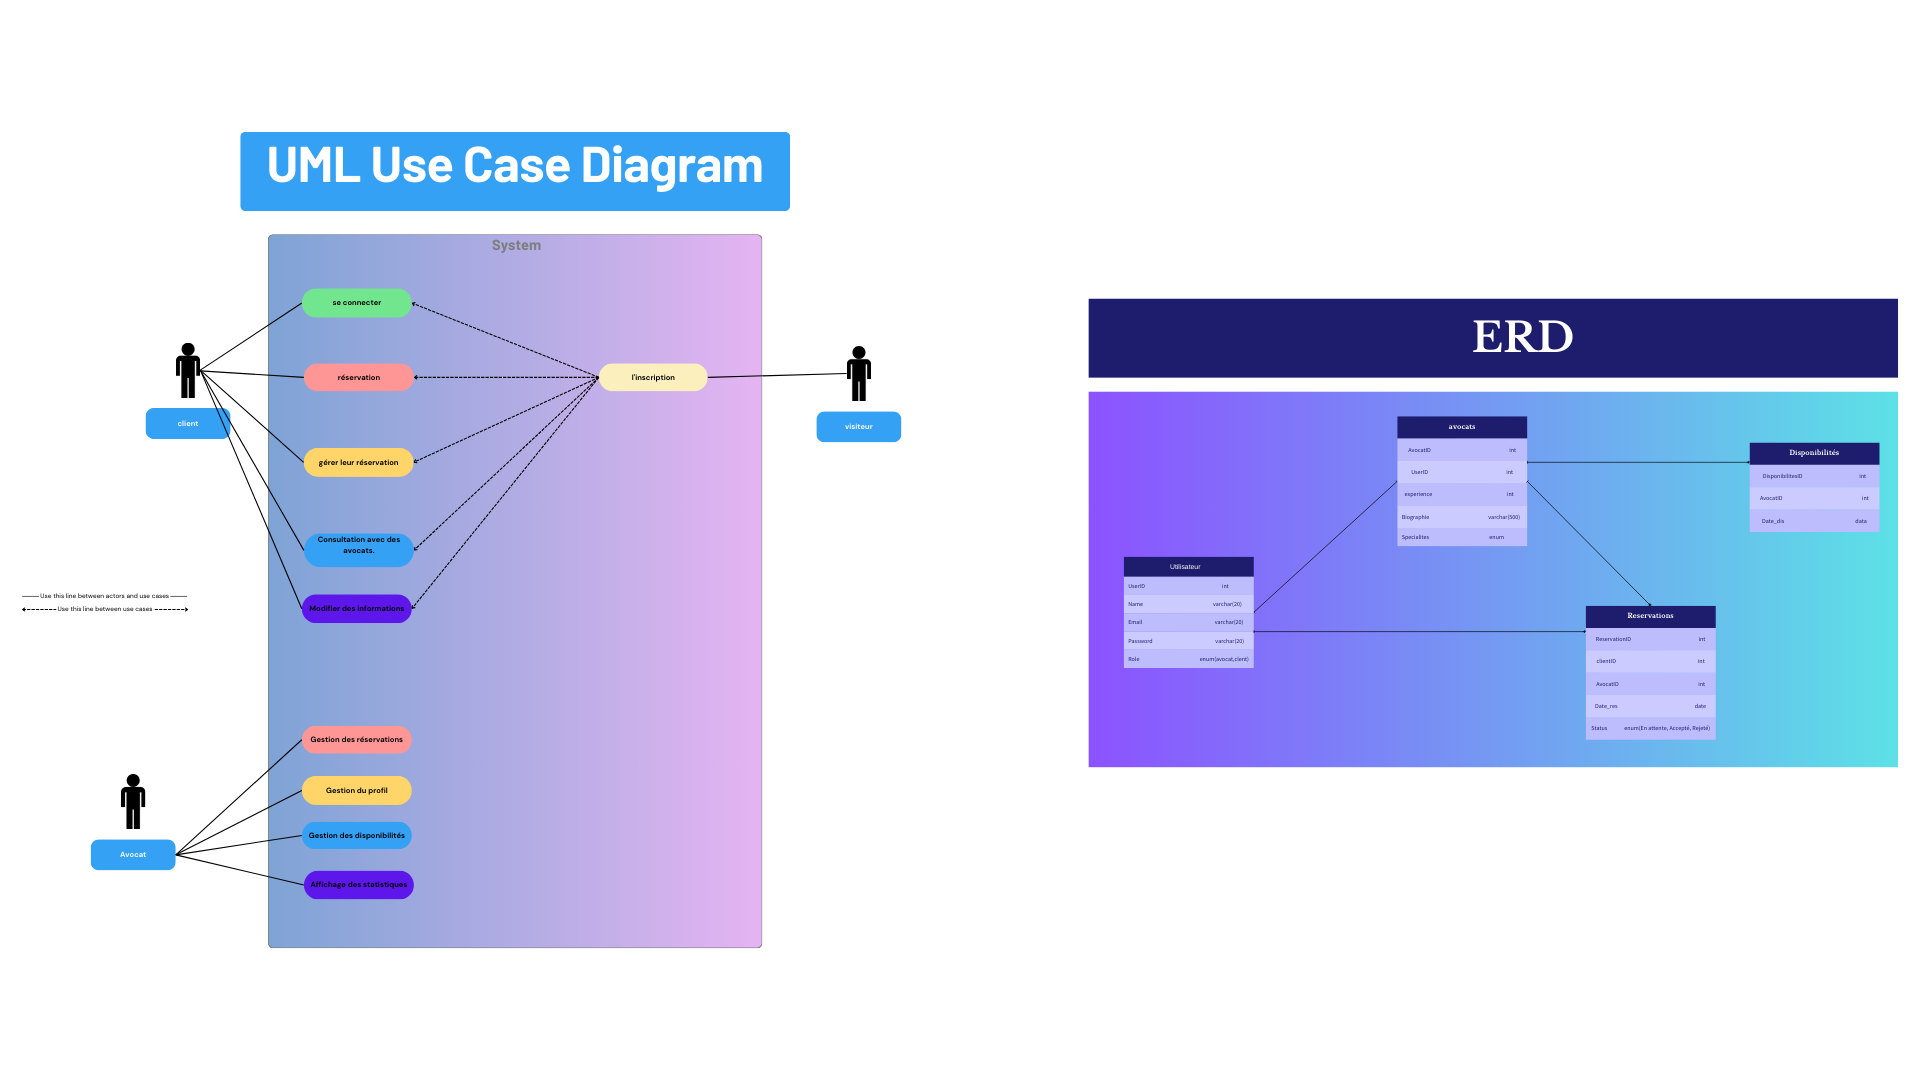 UML Use Case Diagram
System
se connecter
réservation
l'inscription
client
visiteur
gérer leur réservation
Consultation avec des
avocats.
Use this line between actors and use cases
Use this line between use cases
Modifier des informations
Gestion des réservations
Gestion du profil
Gestion des disponibilités
Avocat
Affichage des statistiques
ERD
avocats
AvocatID int
UserID int
experience int
Biographie varchar(500)
Specialites enum
Disponibilités
DisponibilitesID int
AvocatID int
Date_dis data
Utilisateur
UserID int
Name varchar(20)
Email varchar(20)
Password varchar(20)
Role enum(avocat,clent)
Reservations
ReservationID int
clientID int
AvocatID int
Date_res date
Status enum(En attente, Accepté, Rejeté)